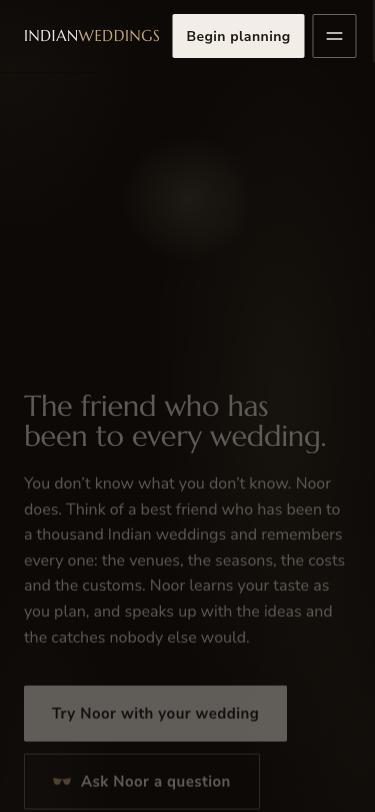 INDIANWEDDINGS
Begin planning
The friend who has
been to every wedding.
You don’t know what you don’t know. Noor
does. Think of a best friend who has been to
a thousand Indian weddings and remembers
every one: the venues, the seasons, the costs
and the customs. Noor learns your taste as
you plan, and speaks up with the ideas and
the catches nobody else would.
Try Noor with your wedding
Ask Noor a question